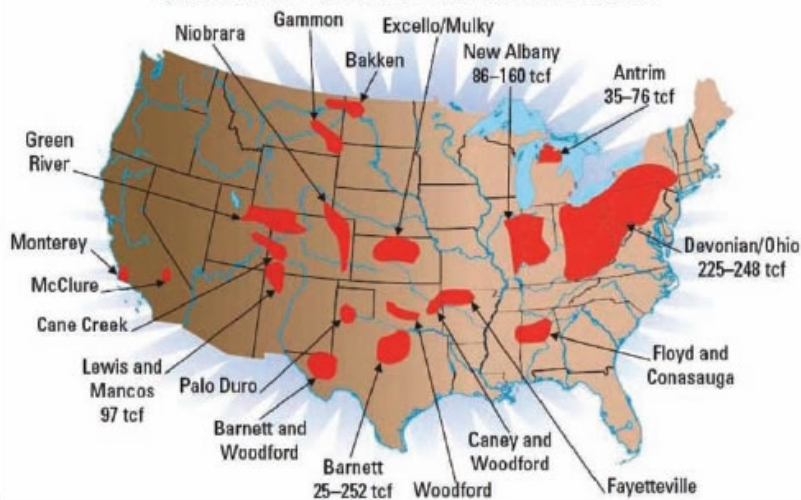 Gammon
Excello/Mulky
Niobrara
Bakken
New Albany
86–160 tcf
Antrim
35–76 tcf
Green
River
Monterey
McClure
Devonian/Ohio
225–248 tcf
Cane Creek
Lewis and
Mancos
97 tcf
Palo Duro
Floyd and
Conasauga
Barnett and
Woodford
Barnett
25–252 tcf
Woodford
Caney and
Woodford
Fayetteville